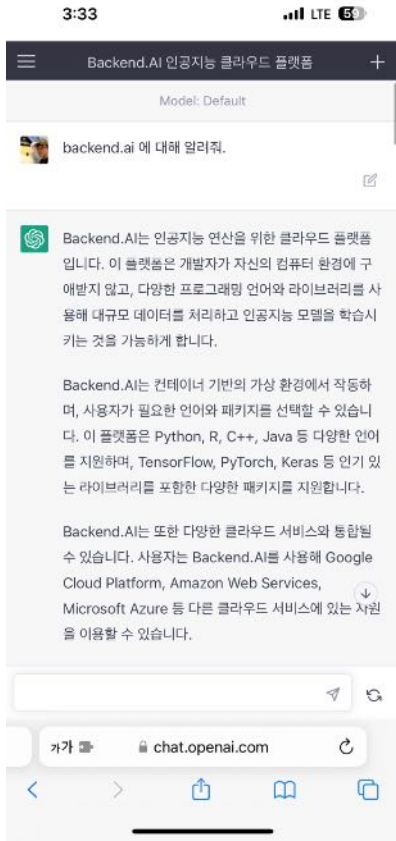 3:33
LTE 59
Backend.AI 인공지능 클라우드 플랫폼
Model: Default
backend.ai 에 대해 알려줘.
Backend.AI는 인공지능 연산을 위한 클라우드 플랫폼
입니다. 이 플랫폼은 개발자가 자신의 컴퓨터 환경에 구
애받지 않고, 다양한 프로그래밍 언어와 라이브러리를 사
용해 대규모 데이터를 처리하고 인공지능 모델을 학습시
키는 것을 가능하게 합니다.
Backend.AI는 컨테이너 기반의 가상 환경에서 작동하
며, 사용자가 필요한 언어와 패키지를 선택할 수 있습니
다. 이 플랫폼은 Python, R, C++, Java 등 다양한 언어
를 지원하며, TensorFlow, PyTorch, Keras 등 인기 있
는 라이브러리를 포함한 다양한 패키지를 지원합니다.
Backend.AI는 또한 다양한 클라우드 서비스와 통합될
수 있습니다. 사용자는 Backend.AI를 사용해 Google
Cloud Platform, Amazon Web Services,
Microsoft Azure 등 다른 클라우드 서비스에 있는 자원
을 이용할 수 있습니다.
가가 chat.openai.com